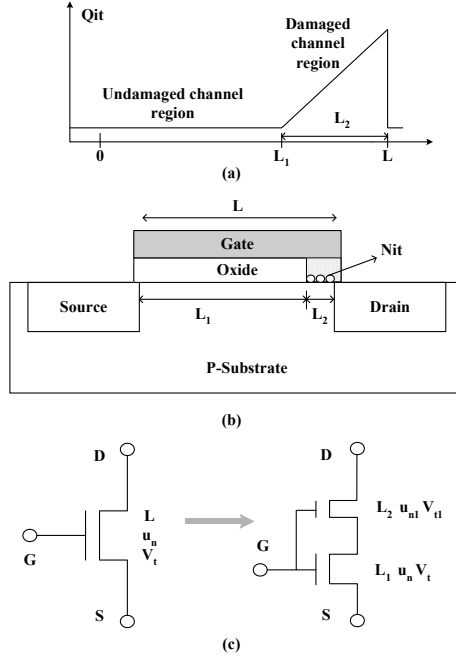 Qit
Damaged
channel
region
Undamaged channel
region
L₂
0
L₁
L
(a)
L
Gate
Nit
Oxide
Source
L₁
L₂
Drain
P-Substrate
(b)
D
D
L
uₙ
Vₜ
G
L₂ uₙ₁ Vₜ₁
G
L₁ uₙ Vₜ
S
S
(c)